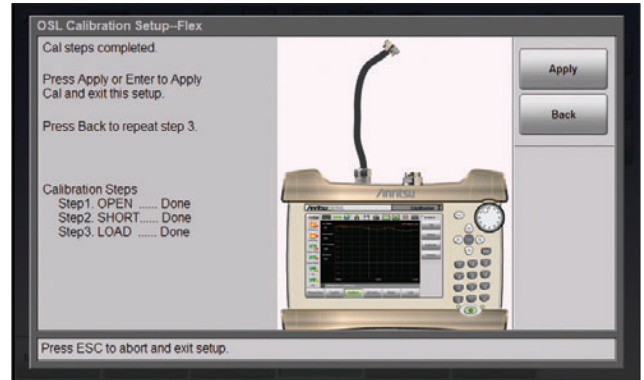 OSL Calibration Setup--Flex
Cal steps completed.
Press Apply or Enter to Apply
Cal and exit this setup.
Press Back to repeat step 3.
Calibration Steps
Step1. OPEN ...... Done
Step2. SHORT...... Done
Step3. LOAD ...... Done
Apply
Back
Anritsu
Press ESC to abort and exit setup.